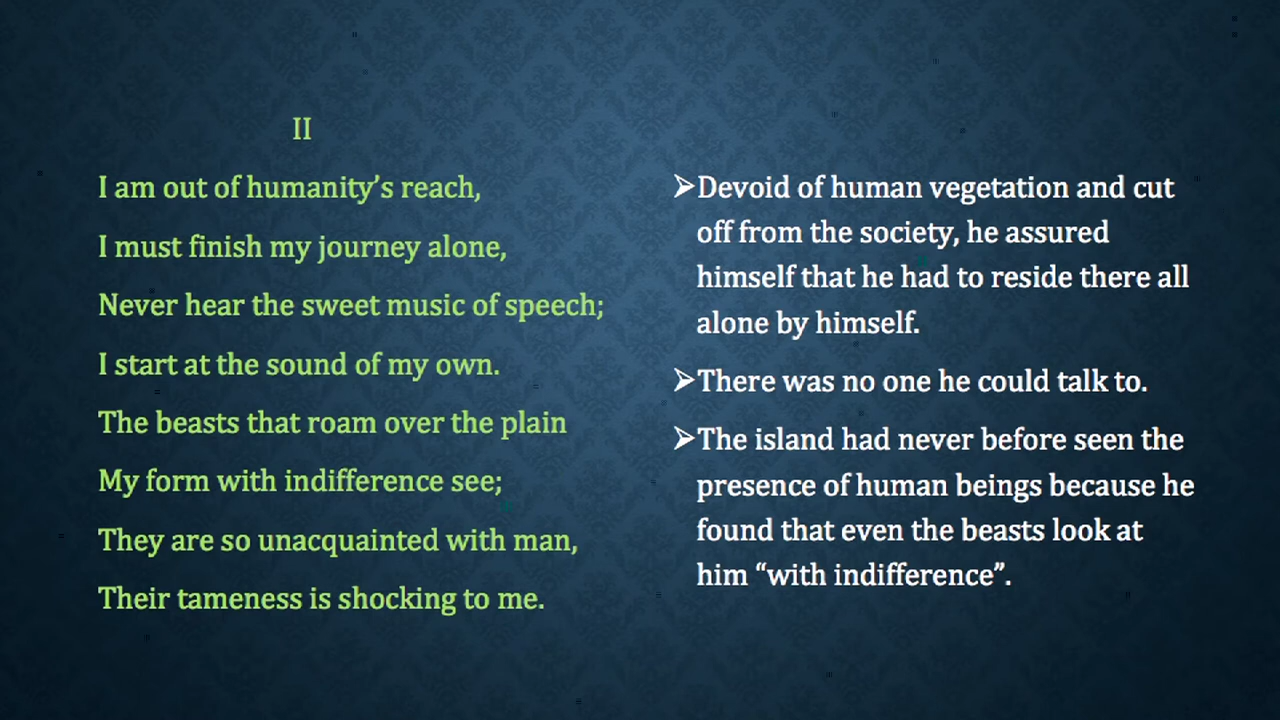 II
I am out of humanity’s reach,
I must finish my journey alone,
Never hear the sweet music of speech;
I start at the sound of my own.
The beasts that roam over the plain
My form with indifference see;
They are so unacquainted with man,
Their tameness is shocking to me.
➢Devoid of human vegetation and cut
off from the society, he assured
himself that he had to reside there all
alone by himself.
➢There was no one he could talk to.
➢The island had never before seen the
presence of human beings because he
found that even the beasts look at
him “with indifference”.